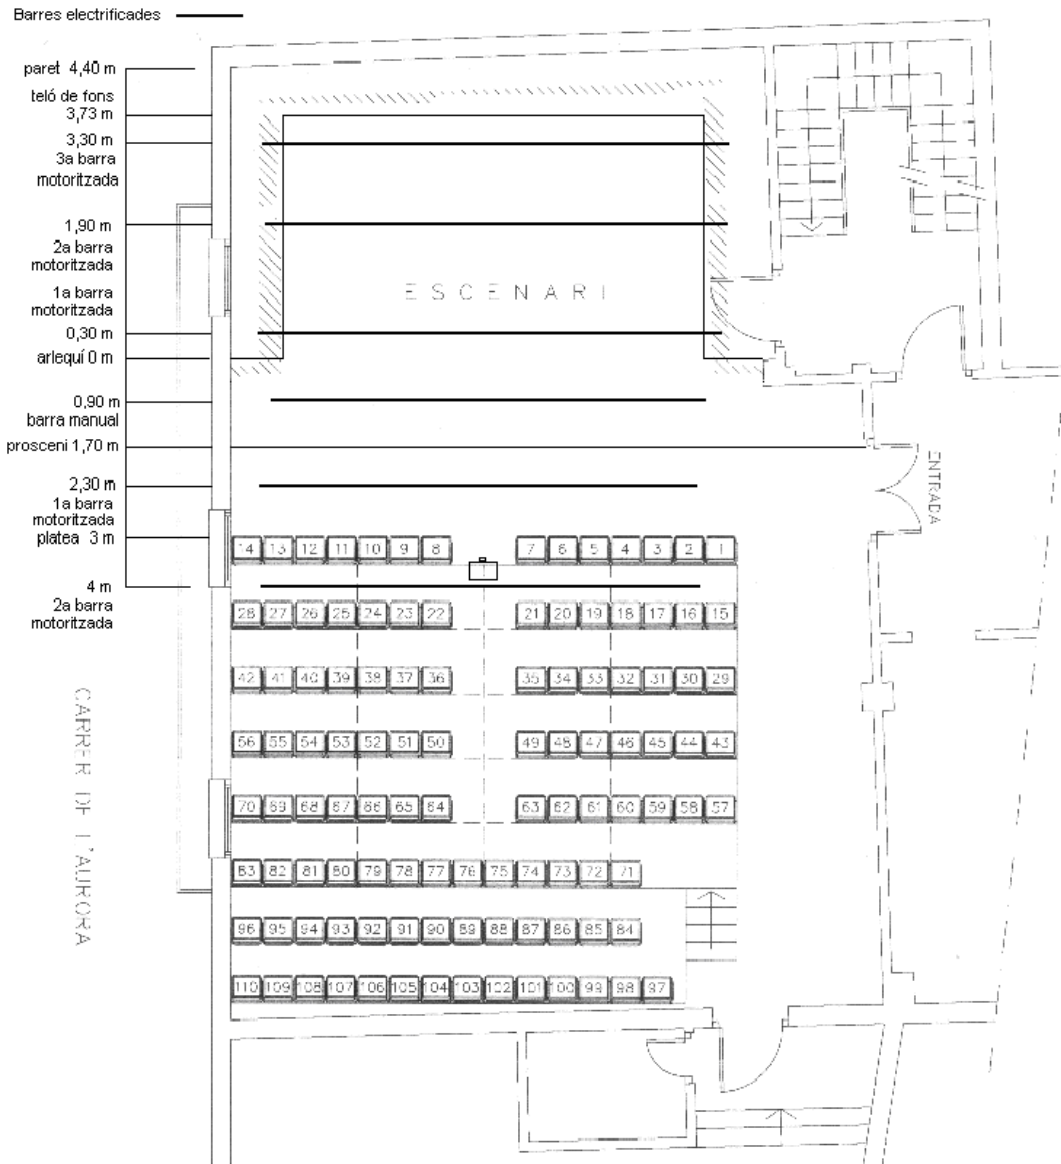 Barres electrificades
paret 4,40 m
teló de fons
3,73 m
3,30 m
3a barra
motoritzada
1,90 m
2a barra
motoritzada
1a barra
motoritzada
0,30 m
arlequí 0 m
0,90 m
barra manual
prosceni 1,70 m
2,30 m
1a barra
motoritzada
platea 3 m
4 m
2a barra
motoritzada
ESCENARI
ENTRADA
CARRER DE L'AURORA
14 13 12 11 10 9 8 7 6 5 4 3 2 1
28 27 26 25 24 23 22 21 20 19 18 17 16 15
42 41 40 39 38 37 36 35 34 33 32 31 30 29
56 55 54 53 52 51 50 49 48 47 46 45 44 43
70 69 68 67 66 65 64 63 62 61 60 59 58 57
83 82 81 80 79 78 77 76 75 74 73 72 71
96 95 94 93 92 91 90 89 88 87 86 85 84
110 109 108 107 106 105 104 103 102 101 100 99 98 97